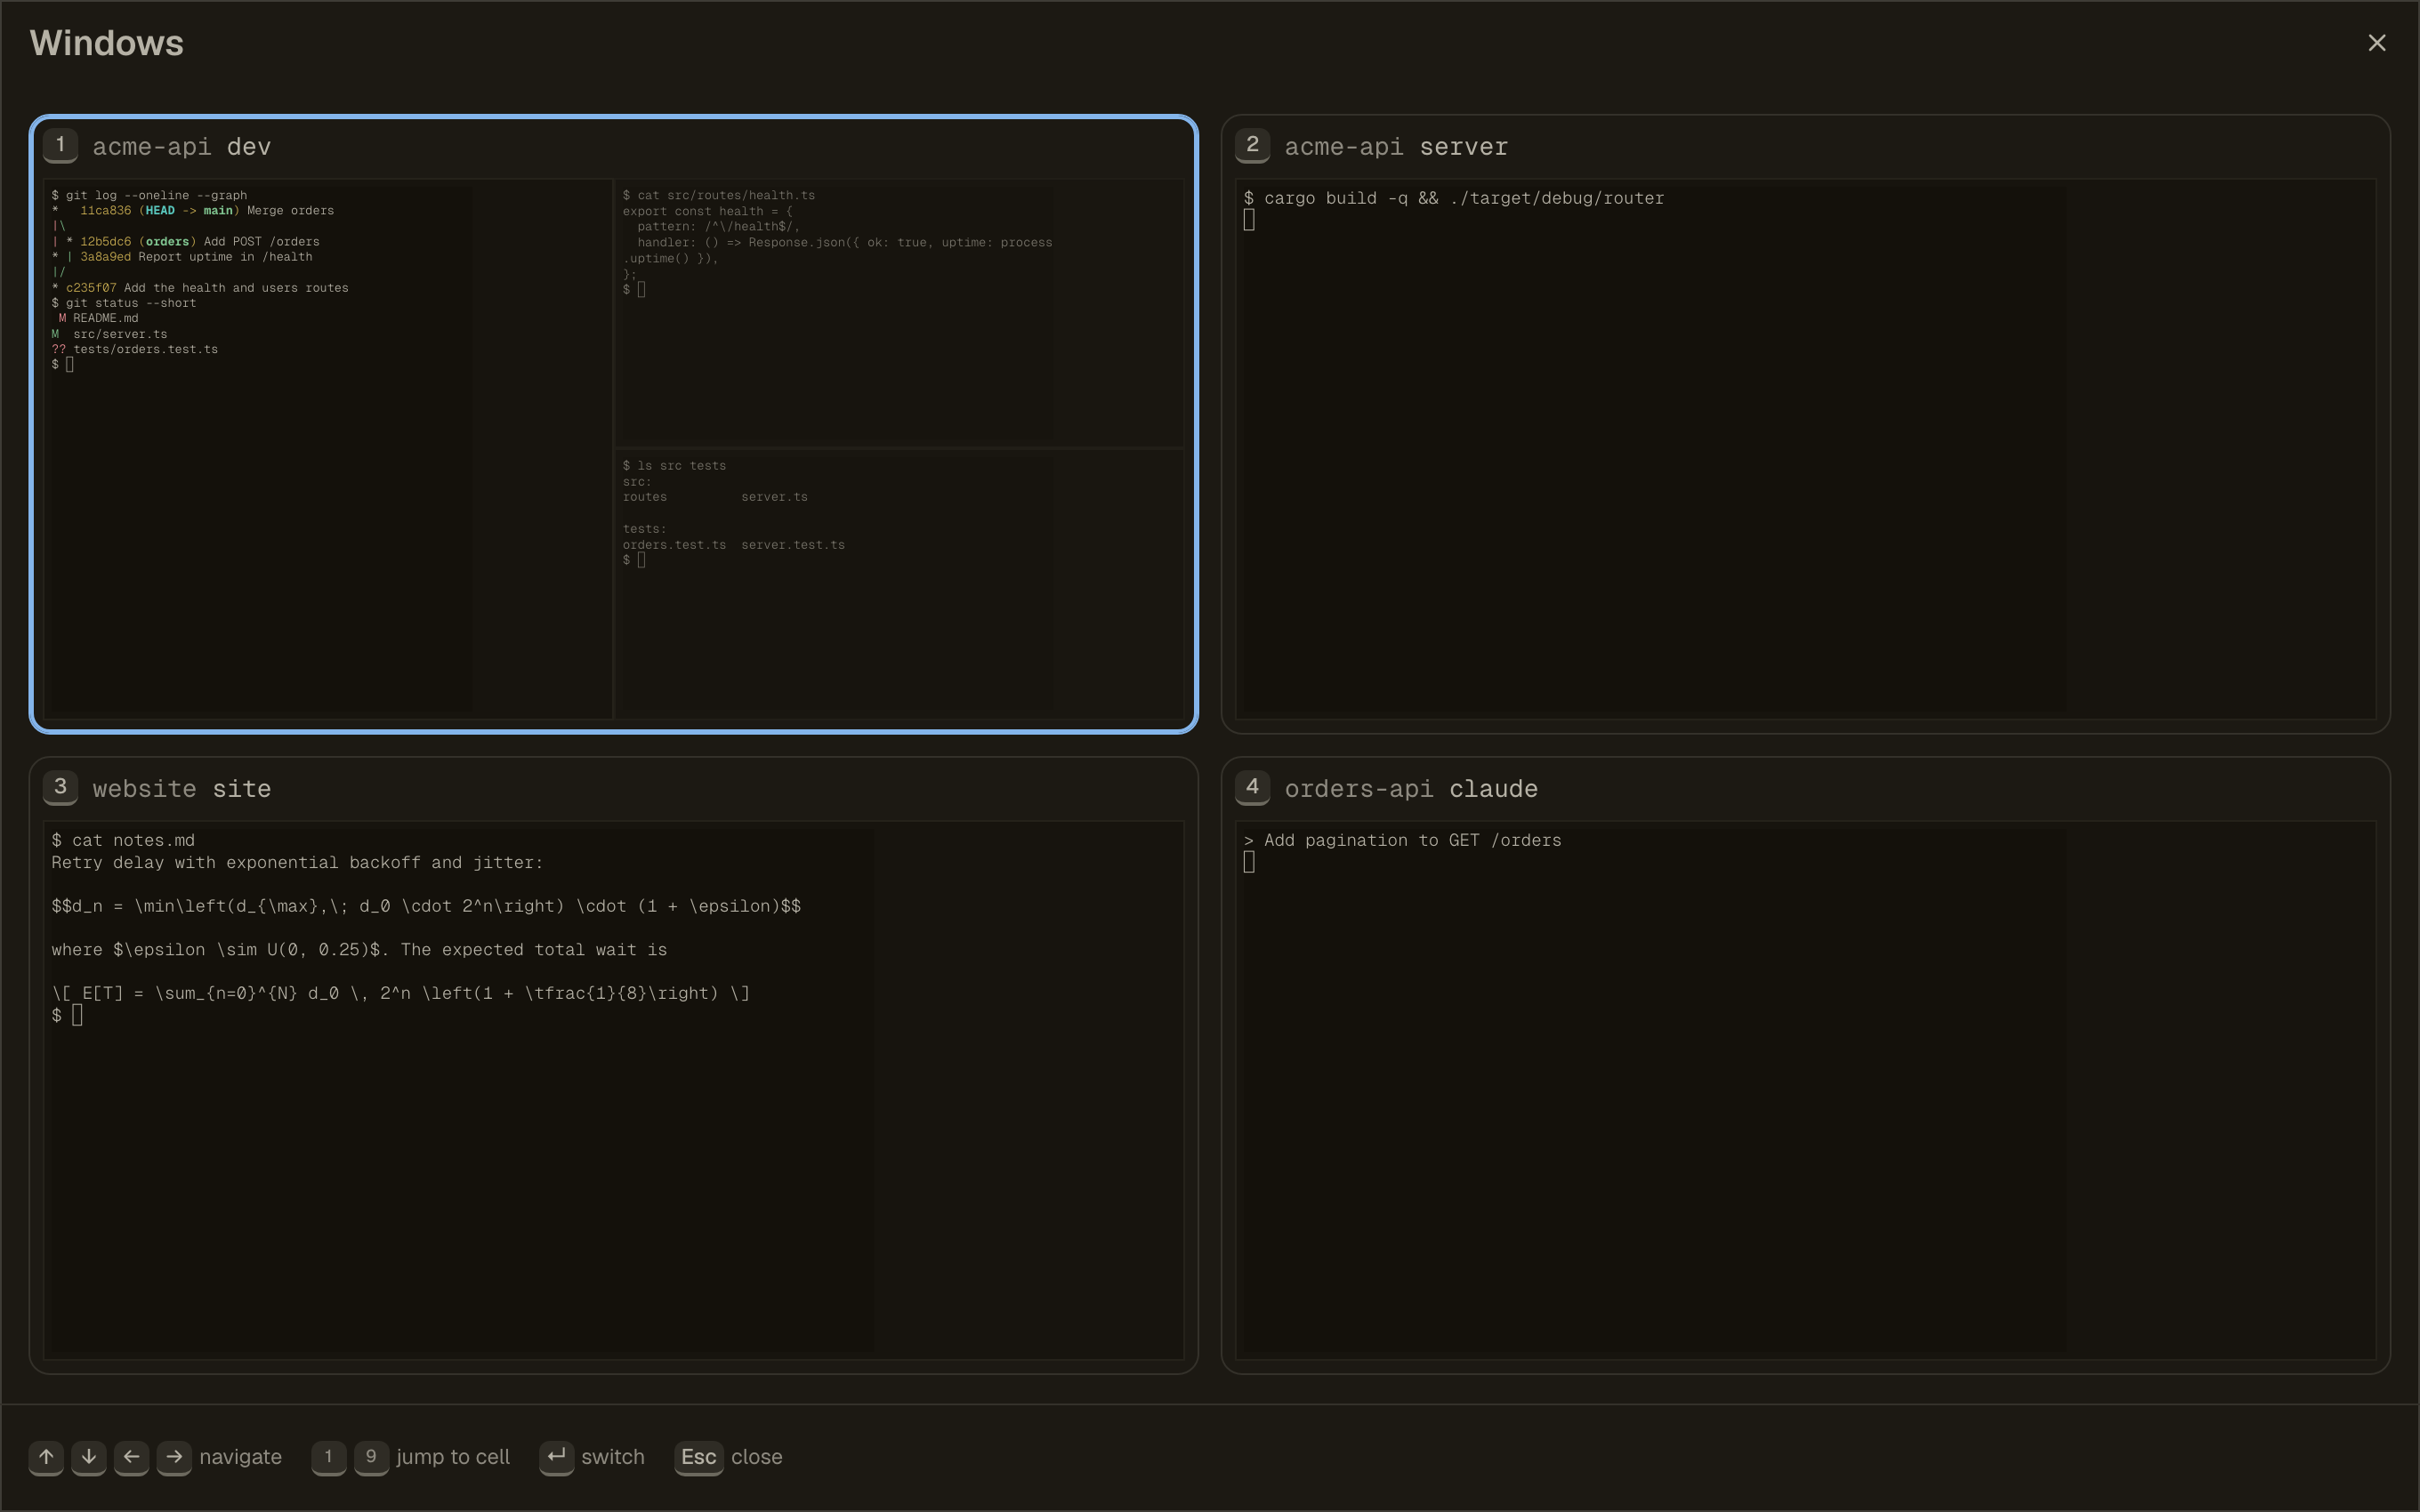 Windows
1 acme-api dev
$ git log --oneline --graph
*   11ca836 (HEAD -> main) Merge orders
|\
| * 12b5dc6 (orders) Add POST /orders
* | 3a8a9ed Report uptime in /health
|/
* c235f07 Add the health and users routes
$ git status --short
 M README.md
M  src/server.ts
?? tests/orders.test.ts
$
$ cat src/routes/health.ts
export const health = {
  pattern: /^\/health$/,
  handler: () => Response.json({ ok: true, uptime: process
.uptime() }),
};
$
$ ls src tests
src:
routes          server.ts

tests:
orders.test.ts  server.test.ts
$
2 acme-api server
$ cargo build -q && ./target/debug/router
3 website site
$ cat notes.md
Retry delay with exponential backoff and jitter:

$$d_n = \min\left(d_{\max},\; d_0 \cdot 2^n\right) \cdot (1 + \epsilon)$$

where $\epsilon \sim U(0, 0.25)$. The expected total wait is

\[ E[T] = \sum_{n=0}^{N} d_0 \, 2^n \left(1 + \tfrac{1}{8}\right) \]
$
4 orders-api claude
> Add pagination to GET /orders
↑ ↓ ← → navigate 1 9 jump to cell ↵ switch Esc close